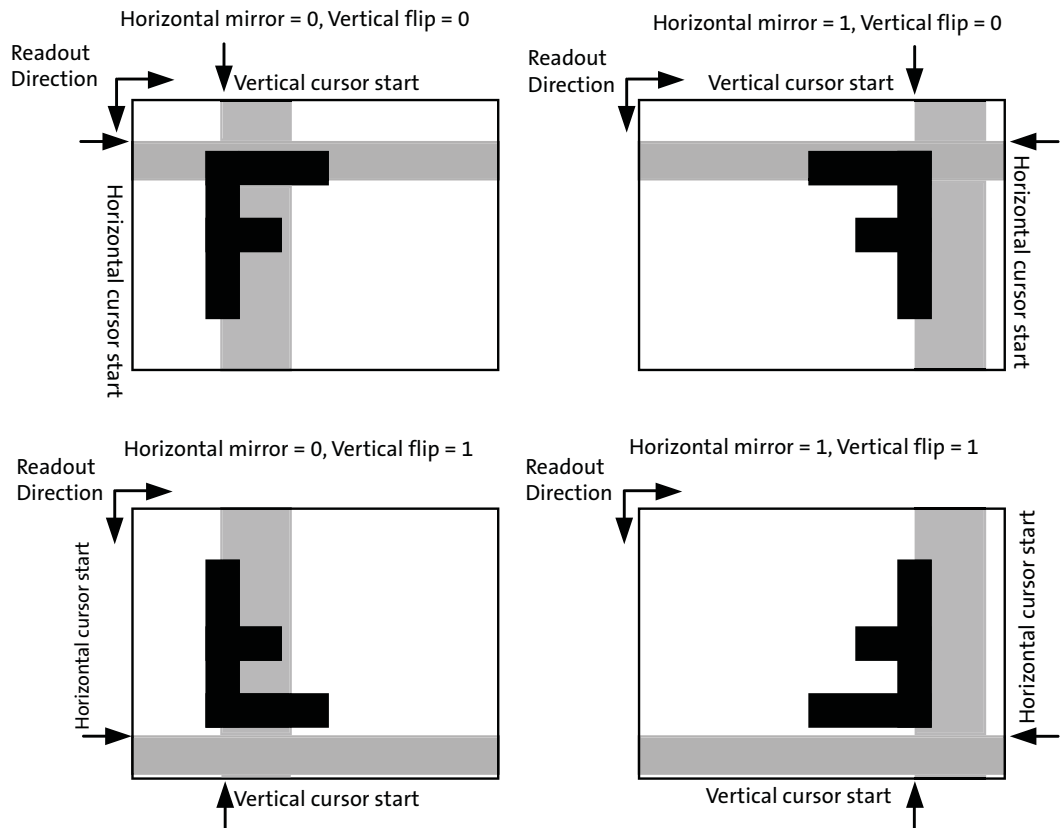 Horizontal mirror = 0, Vertical flip = 0
Readout
Direction
Vertical cursor start
Horizontal cursor start
Horizontal mirror = 1, Vertical flip = 0
Readout
Direction
Vertical cursor start
Horizontal cursor start
Horizontal mirror = 0, Vertical flip = 1
Readout
Direction
Horizontal cursor start
Vertical cursor start
Horizontal mirror = 1, Vertical flip = 1
Readout
Direction
Horizontal cursor start
Vertical cursor start